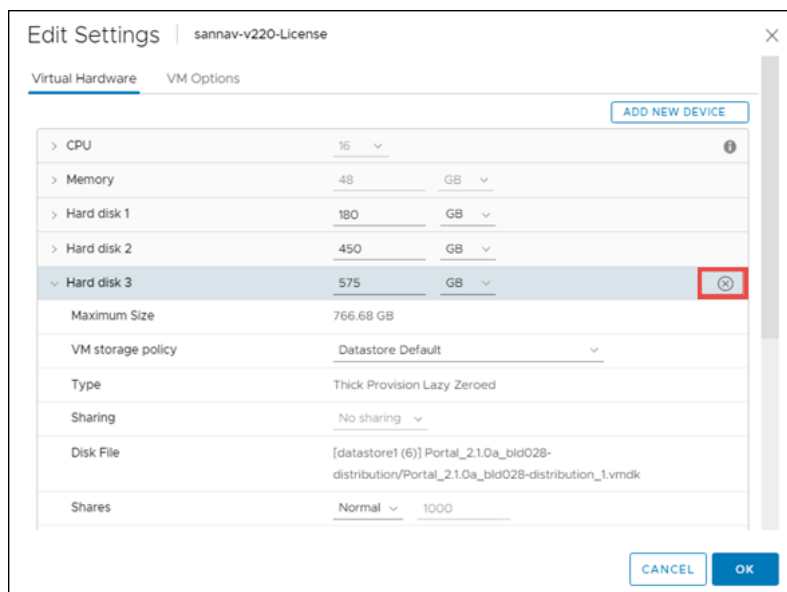 Edit Settings | sannav-v220-License
Virtual Hardware VM Options
ADD NEW DEVICE
CPU 16
Memory 48 GB
Hard disk 1 180 GB
Hard disk 2 450 GB
Hard disk 3 575 GB
Maximum Size 766.68 GB
VM storage policy Datastore Default
Type Thick Provision Lazy Zeroed
Sharing No sharing
Disk File [datastore1 (6)] Portal_2.1.0a_bld028-
distribution/Portal_2.1.0a_bld028-distribution_1.vmdk
Shares Normal 1000
CANCEL OK